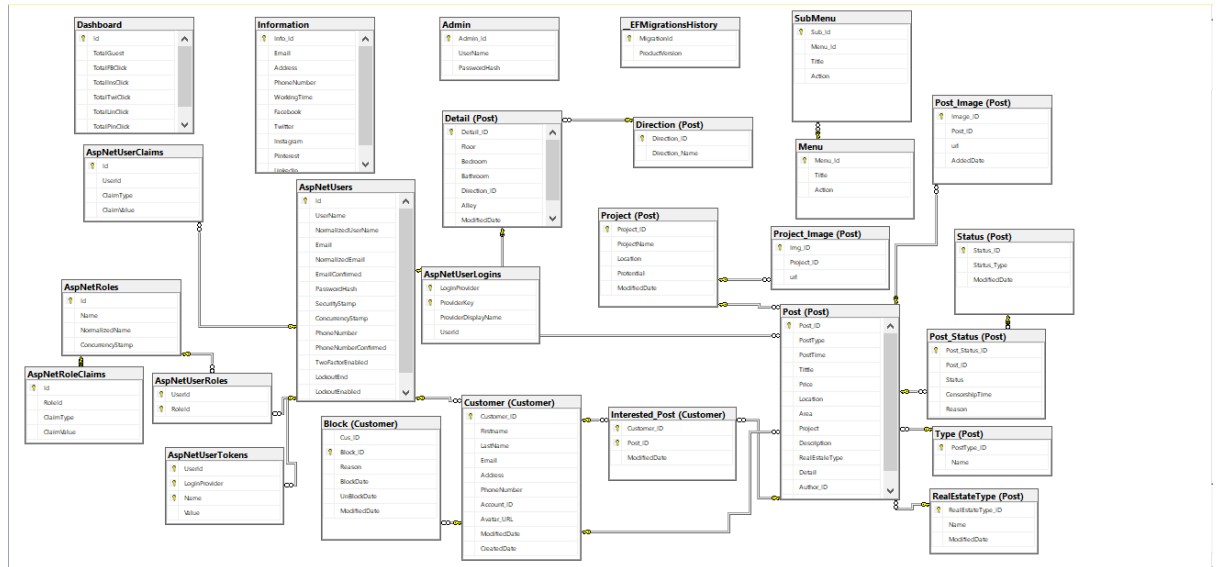 Dashboard
Id
TotalGuest
TotalFBClick
TotalInsClick
TotalTwiClick
TotalLinClick
TotalPinClick
Information
Info_Id
Email
Address
PhoneNumber
WorkingTime
Facebook
Twitter
Instagram
Pinterest
Linkedin
Admin
Admin_Id
UserName
PasswordHash
__EFMigrationsHistory
MigrationId
ProductVersion
SubMenu
Sub_Id
Menu_Id
Title
Action
Post_Image (Post)
Image_ID
Post_ID
url
AddedDate
Detail (Post)
Detail_ID
Floor
Bedroom
Bathroom
Direction_ID
Alley
ModifiedDate
Direction (Post)
Direction_ID
Direction_Name
Menu
Menu_Id
Title
Action
AspNetUserClaims
Id
UserId
ClaimType
ClaimValue
AspNetUsers
Id
UserName
NormalizedUserName
Email
NormalizedEmail
EmailConfirmed
PasswordHash
SecurityStamp
ConcurrencyStamp
PhoneNumber
PhoneNumberConfirmed
TwoFactorEnabled
LockoutEnd
LockoutEnabled
Project (Post)
Project_ID
ProjectName
Location
Protential
ModifiedDate
Project_Image (Post)
Img_ID
Project_ID
url
Status (Post)
Status_ID
Status_Type
ModifiedDate
AspNetUserLogins
LoginProvider
ProviderKey
ProviderDisplayName
UserId
AspNetRoles
Id
Name
NormalizedName
ConcurrencyStamp
Post (Post)
Post_ID
PostType
PostTime
Tittle
Price
Location
Area
Project
Description
RealEstaleType
Detail
Author_ID
Post_Status (Post)
Post_Status_ID
Post_ID
Status
CensorshipTime
Reason
AspNetRoleClaims
Id
RoleId
ClaimType
ClaimValue
AspNetUserRoles
UserId
RoleId
Customer (Customer)
Customer_ID
Firstname
LastName
Email
Address
PhoneNumber
Account_ID
Avatar_URL
ModifiedDate
CreatedDate
Interested_Post (Customer)
Customer_ID
Post_ID
ModifiedDate
Block (Customer)
Cus_ID
Block_ID
Reason
BlockDate
UnBlockDate
ModifiedDate
Type (Post)
PostType_ID
Name
AspNetUserTokens
UserId
LoginProvider
Name
Value
RealEstateType (Post)
RealEstateType_ID
Name
ModifiedDate